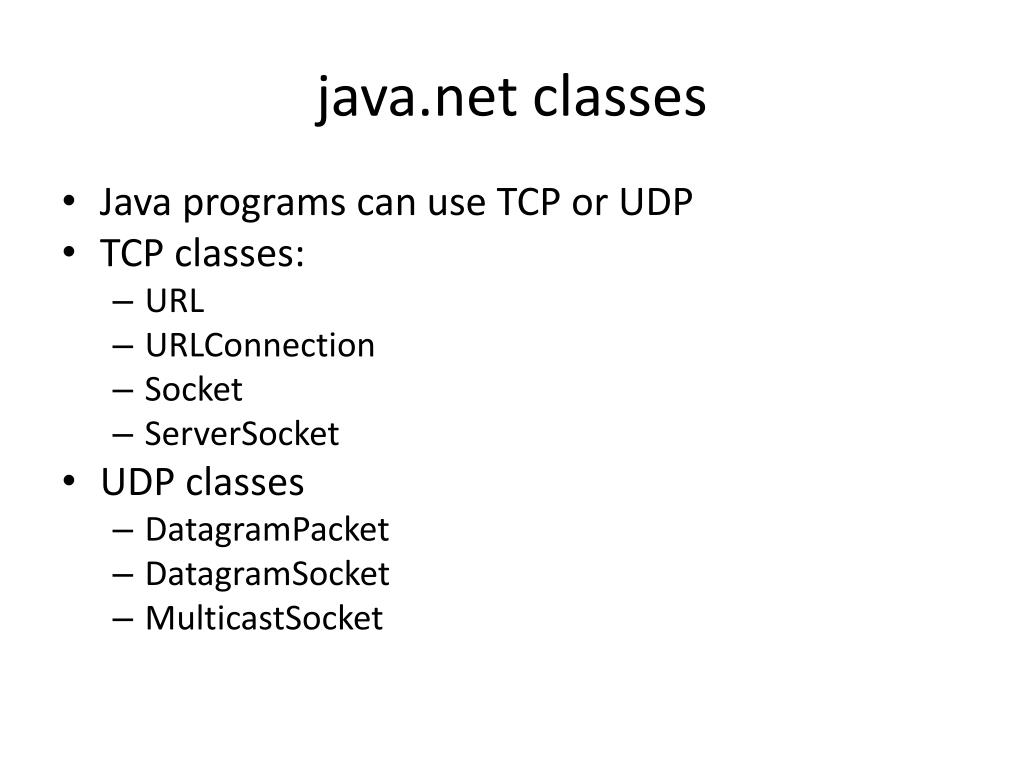 java.net classes
• Java programs can use TCP or UDP
• TCP classes:
– URL
– URLConnection
– Socket
– ServerSocket
• UDP classes
– DatagramPacket
– DatagramSocket
– MulticastSocket